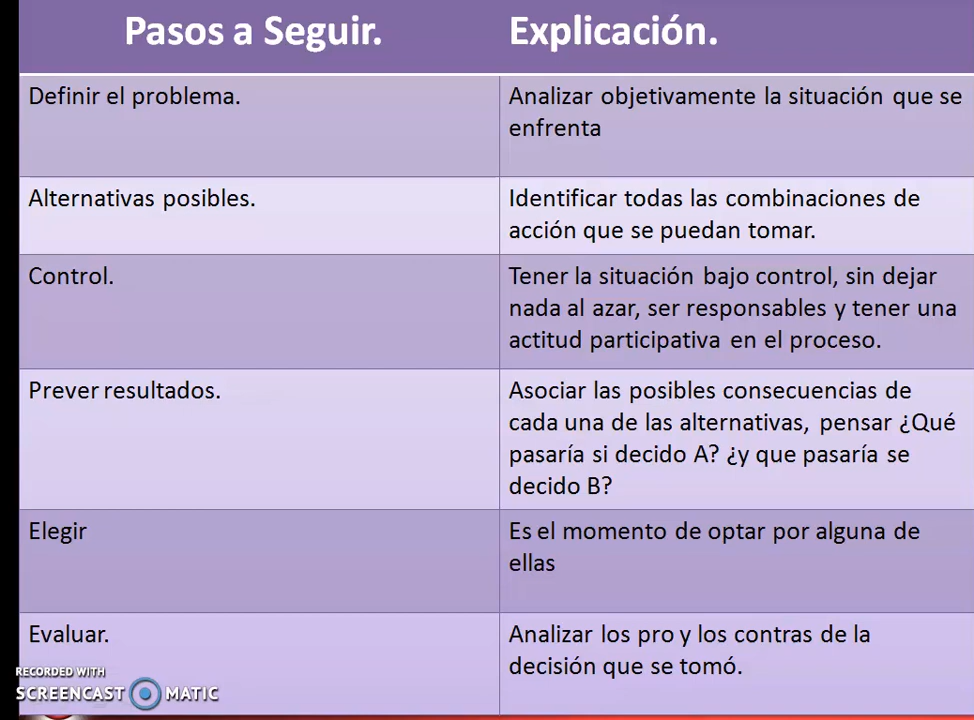 Pasos a Seguir.
Explicación.
Definir el problema.
Analizar objetivamente la situación que se
enfrenta
Alternativas posibles.
Identificar todas las combinaciones de
acción que se puedan tomar.
Control.
Tener la situación bajo control, sin dejar
nada al azar, ser responsables y tener una
actitud participativa en el proceso.
Prever resultados.
Asociar las posibles consecuencias de
cada una de las alternativas, pensar ¿Qué
pasaría si decido A? ¿y que pasaría se
decido B?
Elegir
Es el momento de optar por alguna de
ellas
Evaluar.
Analizar los pro y los contras de la
decisión que se tomó.
RECORDED WITH
SCREENCAST MATIC